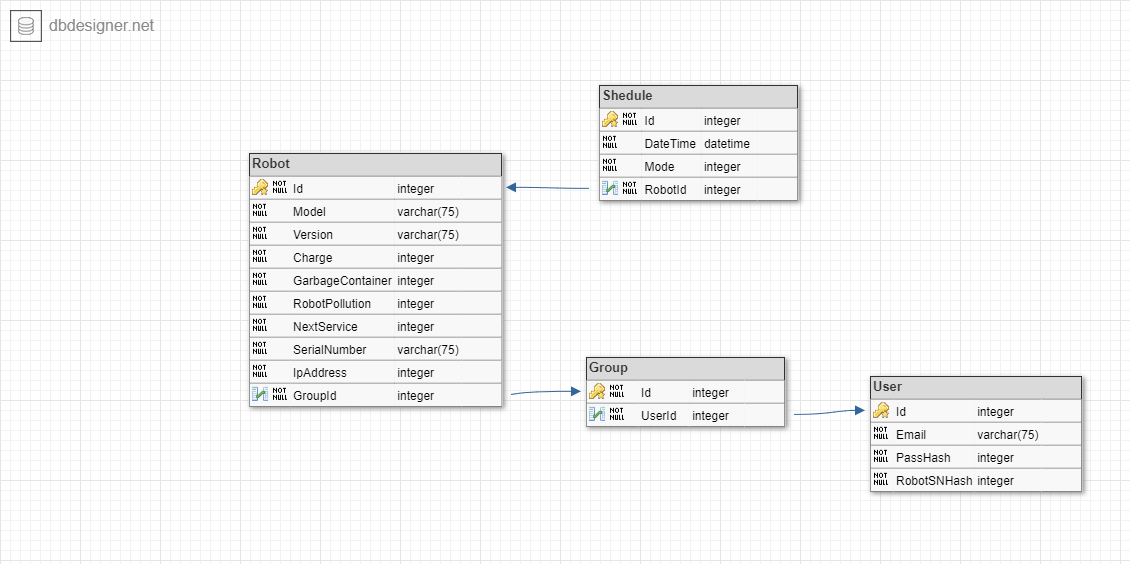 dbdesigner.net
Shedule
NOT NULL Id integer
NOT NULL DateTime datetime
NOT NULL Mode integer
NOT NULL RobotId integer
Robot
NOT NULL Id integer
NOT NULL Model varchar(75)
NOT NULL Version varchar(75)
NOT NULL Charge integer
NOT NULL GarbageContainer integer
NOT NULL RobotPollution integer
NOT NULL NextService integer
NOT NULL SerialNumber varchar(75)
NOT NULL IpAddress integer
NOT NULL GroupId integer
Group
NOT NULL Id integer
NOT NULL UserId integer
User
NOT NULL Id integer
NOT NULL Email varchar(75)
NOT NULL PassHash integer
NOT NULL RobotSNHash integer